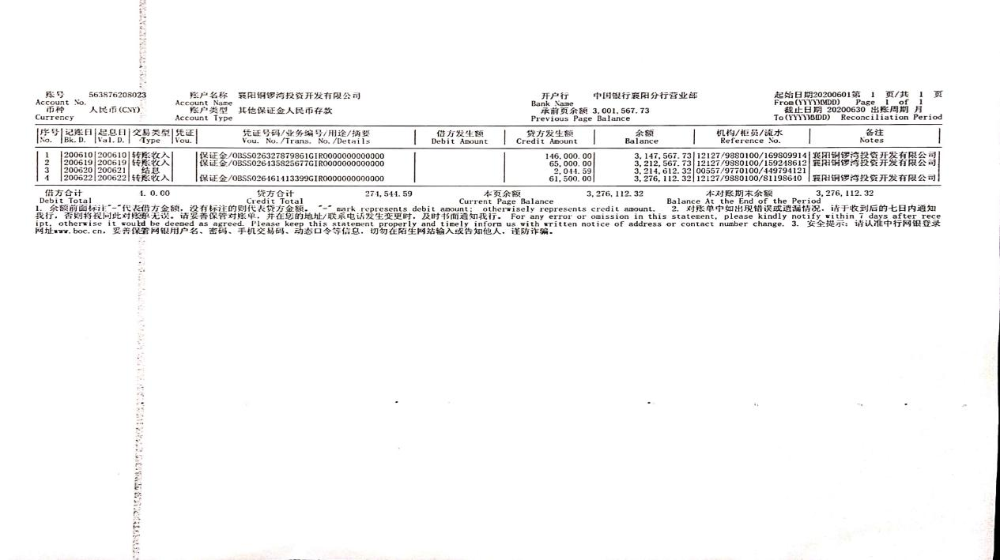 账号 563876208023 账户名称 襄阳铜锣湾投资开发有限公司 开户行 中国银行襄阳分行营业部 起始日期20200601第 1 页/共 1 页
Account No. Account Name Bank Name From(YYYYMMDD) Page 1 of 1
币种 人民币(CNY) 账户类型 其他保证金人民币存款 承前页余额 3,001,567.73 截止日期 20200630 出账周期 月
Currency Account Type Previous Page Balance To(YYYYMMDD) Reconciliation Period
序号 记账日 起息日 交易类型 凭证 凭证号码/业务编号/用途/摘要 借方发生额 贷方发生额 余额 机构/柜员/流水 备注
No. Bk.D. Val.D. Type Vou. Vou. No./Trans. No./Details Debit Amount Credit Amount Balance Reference No. Notes
1 200610 200610 转账收入 保证金/OBSS026327879861GIR0000000000000 146,000.00 3,147,567.73 12127/9880100/169809914 襄阳铜锣湾投资开发有限公司
2 200619 200619 转账收入 保证金/OBSS026435825677GIR0000000000000 65,000.00 3,212,567.73 12127/9880100/159248612 襄阳铜锣湾投资开发有限公司
3 200620 200621 结息 2,044.59 3,214,612.32 00557/9770100/449794121
4 200622 200622 转账收入 保证金/OBSS026461413399GIR0000000000000 61,500.00 3,276,112.32 12127/9880100/81198640 襄阳铜锣湾投资开发有限公司
借方合计 4. 0.00 贷方合计 274,544.59 本页余额 3,276,112.32 本对账期末余额 3,276,112.32
Debit Total Credit Total Current Page Balance Balance At the End of the Period
1. 余额前面标注"-"代表借方金额，没有标注的则代表贷方金额。 "-" mark represents debit amount; otherwisely represents credit amount. 2. 对账单中如出现错误或遗漏情况，请于收到后的七日内通知
我行，否则将视同此对账单无误。请妥善保管对账单，并在您的地址/联系电话发生变更时，及时书面通知我行。 For any error or omission in this statement, please kindly notify within 7 days after rece
ipt, otherwise it would be deemed as agreed. Please keep this statement properly and timely inform us with written notice of address or contact number change. 3. 安全提示：请认准中行网银登录
网址www.boc.cn，妥善保管网银用户名、密码、手机交易码、动态口令等信息，切勿在陌生网站输入或告知他人，谨防诈骗。